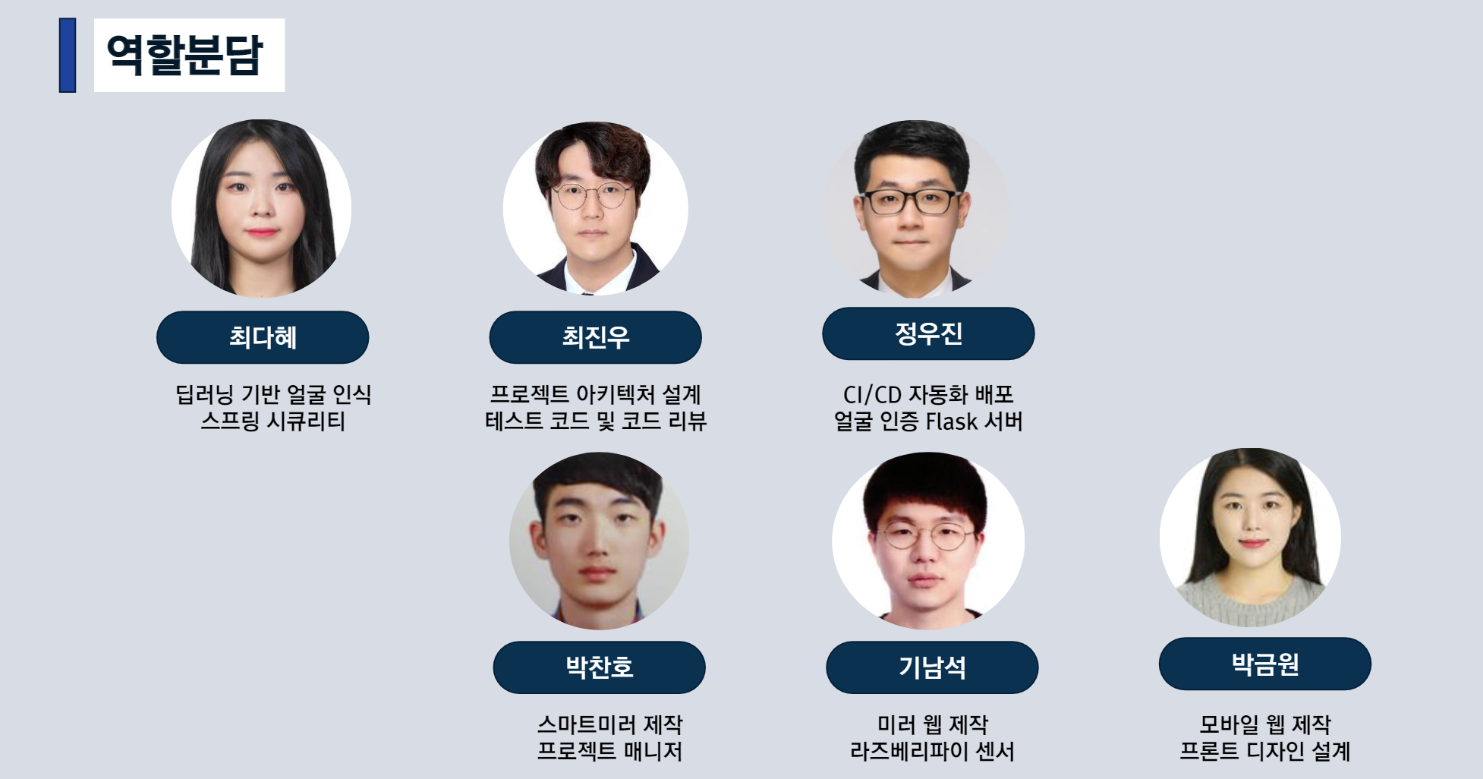 역할분담
최다혜
딥러닝 기반 얼굴 인식
스프링 시큐리티
최진우
프로젝트 아키텍처 설계
테스트 코드 및 코드 리뷰
정우진
CI/CD 자동화 배포
얼굴 인증 Flask 서버
박찬호
스마트미러 제작
프로젝트 매니저
기남석
미러 웹 제작
라즈베리파이 센서
박금원
모바일 웹 제작
프론트 디자인 설계